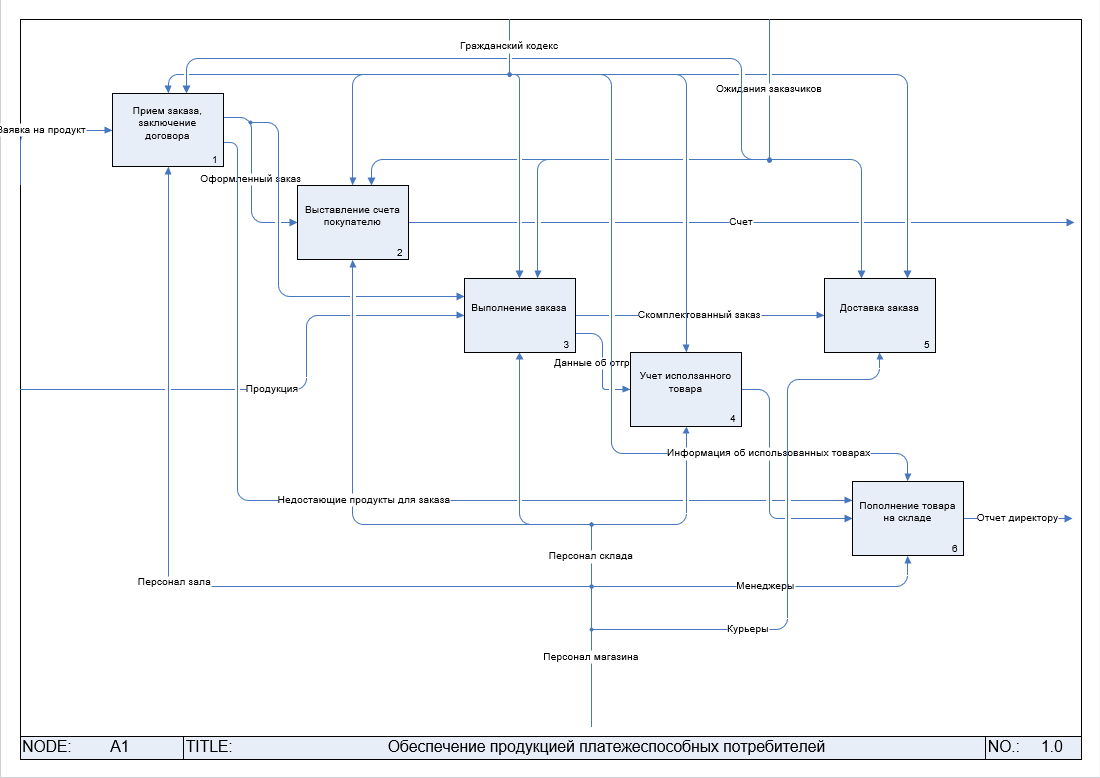 Гражданский кодекс
Ожидания заказчиков
Заявка на продукт
Прием заказа,
заключение
договора
1
Оформленный заказ
Выставление счета
покупателю
2
Счет
Выполнение заказа
3
Скомплектованный заказ
Доставка заказа
5
Данные об отгр
Учет исползанного
товара
4
Продукция
Информация об использованных товарах
Недостающие продукты для заказа
Пополнение товара
на складе
6
Отчет директору
Персонал склада
Персонал зала
Менеджеры
Курьеры
Персонал магазина
NODE: A1 TITLE: Обеспечение продукцией платежеспособных потребителей NO.: 1.0